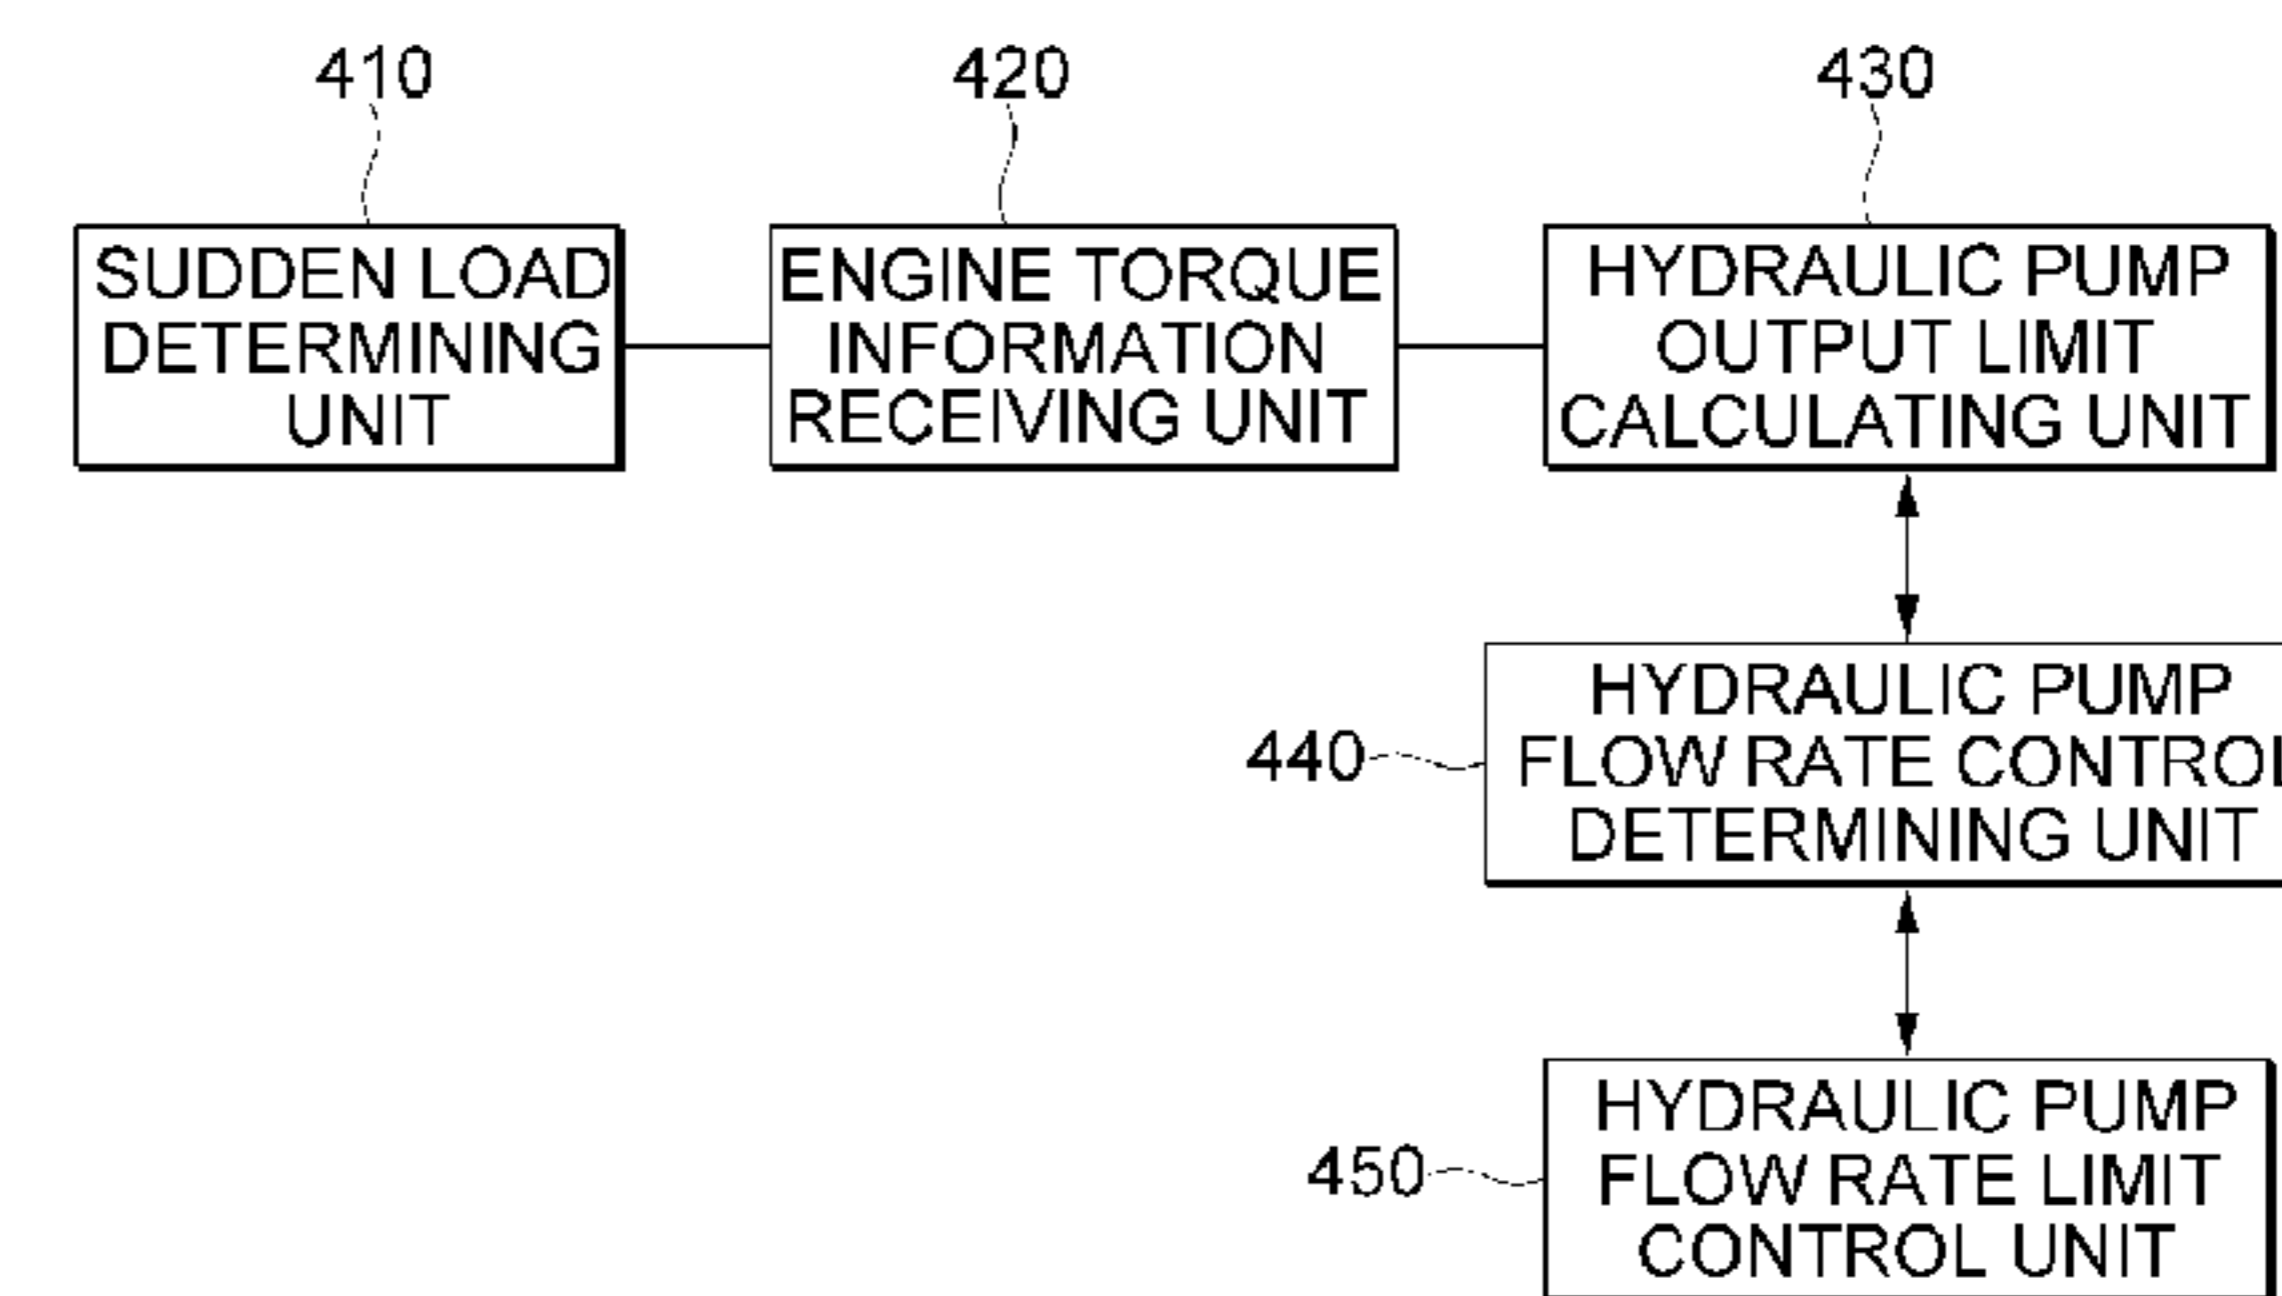 410
420
430
SUDDEN LOAD
DETERMINING
UNIT
ENGINE TORQUE
INFORMATION
RECEIVING UNIT
HYDRAULIC PUMP
OUTPUT LIMIT
CALCULATING UNIT
440
HYDRAULIC PUMP
FLOW RATE CONTROL
DETERMINING UNIT
450
HYDRAULIC PUMP
FLOW RATE LIMIT
CONTROL UNIT